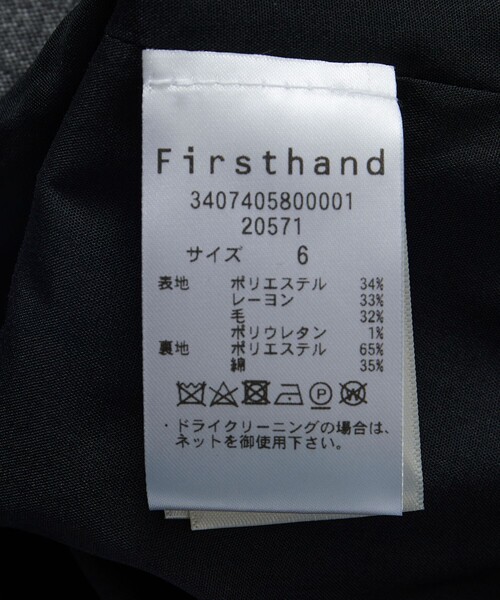 Firsthand
3407405800001
20571
サイズ 6
表地 ポリエステル 34%
レーヨン 33%
毛 32%
ポリウレタン 1%
裏地 ポリエステル 65%
綿 35%
P W
・ドライクリーニングの場合は、
ネットを御使用下さい。